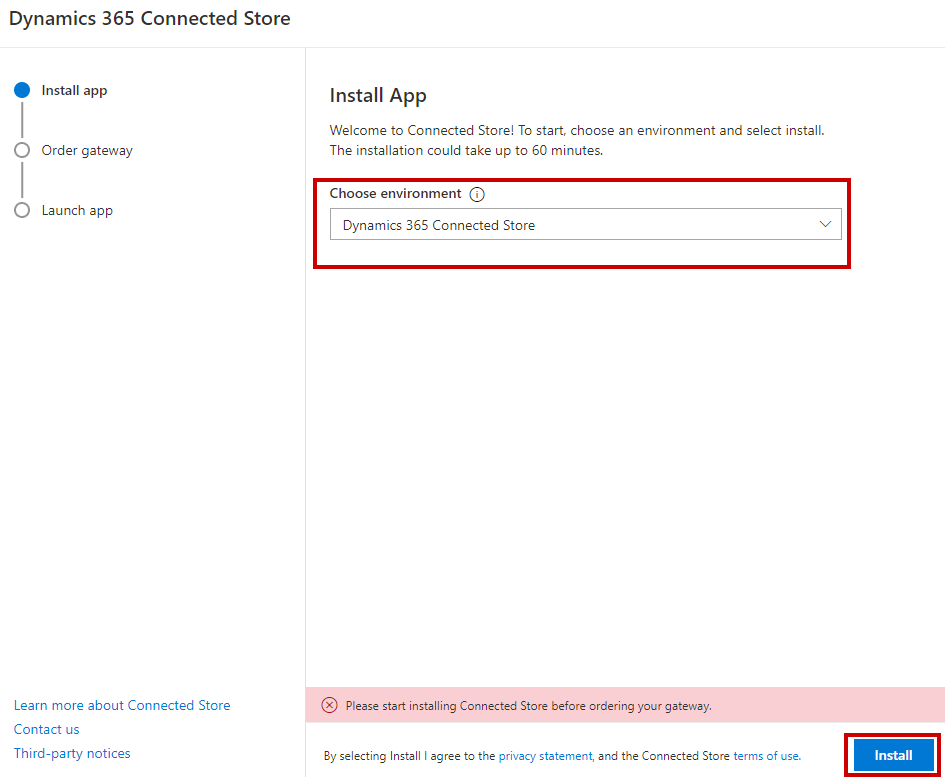 Dynamics 365 Connected Store
Install app
Order gateway
Launch app
Install App
Welcome to Connected Store! To start, choose an environment and select install.
The installation could take up to 60 minutes.
Choose environment
Dynamics 365 Connected Store
Learn more about Connected Store
Contact us
Third-party notices
Please start installing Connected Store before ordering your gateway.
By selecting Install I agree to the privacy statement, and the Connected Store terms of use.
Install